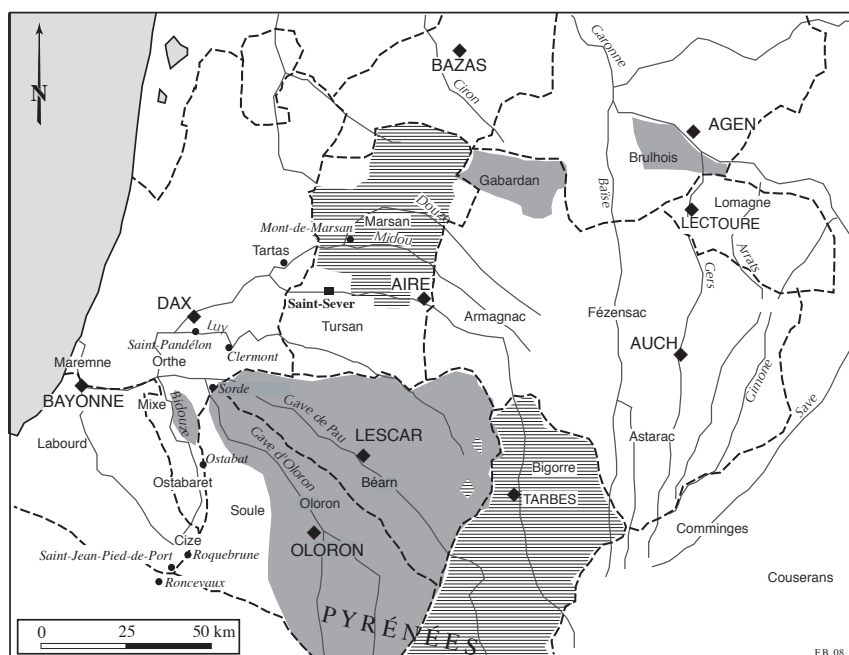 N
BAZAS
Ciron
Garonne
AGEN
Brulhois
Gabardan
Baïse
Lomagne
LECTOURE
Douze
Marsan
Mont-de-Marsan
Midou
Tartas
Arrats
Gers
AIRE
Saint-Sever
DAX
Luy
Tursan
Armagnac
Fézensac
Saint-Pandélon
Clermont
AUCH
Gimone
Maremne
Orthe
BAYONNE
Sorde
Mixe
Bidouze
Gave de Pau
Save
LESCAR
Gave d'Oloron
Labourd
Astarac
Ostabat
Bigorre
Ostabaret
Béarn
TARBES
Soule
Oloron
Comminges
Cize
OLORON
Saint-Jean-Pied-de-Port
Roquebrune
Roncevaux
Couserans
PYRÉNÉES
0 25 50 km
F.B. 08